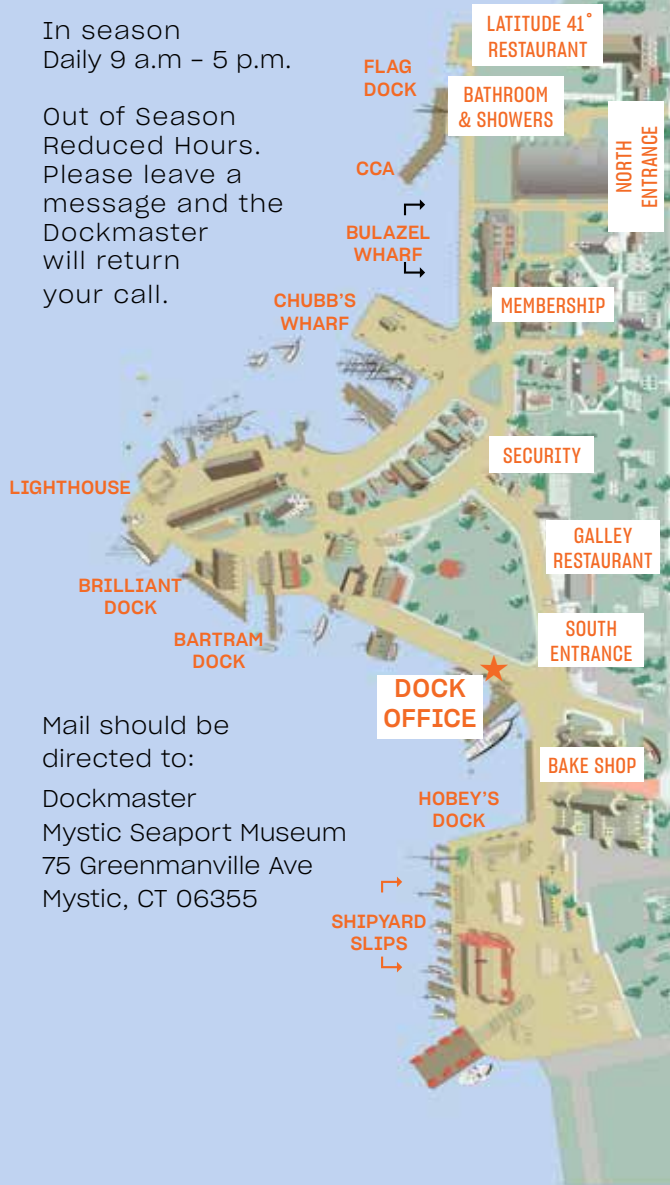 In season
Daily 9 a.m – 5 p.m.
Out of Season
Reduced Hours.
Please leave a
message and the
Dockmaster
will return
your call.
LATITUDE 41°
RESTAURANT
FLAG
DOCK
BATHROOM
& SHOWERS
NORTH
ENTRANCE
CCA
BULAZEL
WHARF
CHUBB'S
WHARF
MEMBERSHIP
SECURITY
LIGHTHOUSE
GALLEY
RESTAURANT
BRILLIANT
DOCK
BARTRAM
DOCK
SOUTH
ENTRANCE
DOCK
OFFICE
Mail should be
directed to:
Dockmaster
Mystic Seaport Museum
75 Greenmanville Ave
Mystic, CT 06355
BAKE SHOP
HOBEY'S
DOCK
SHIPYARD
SLIPS